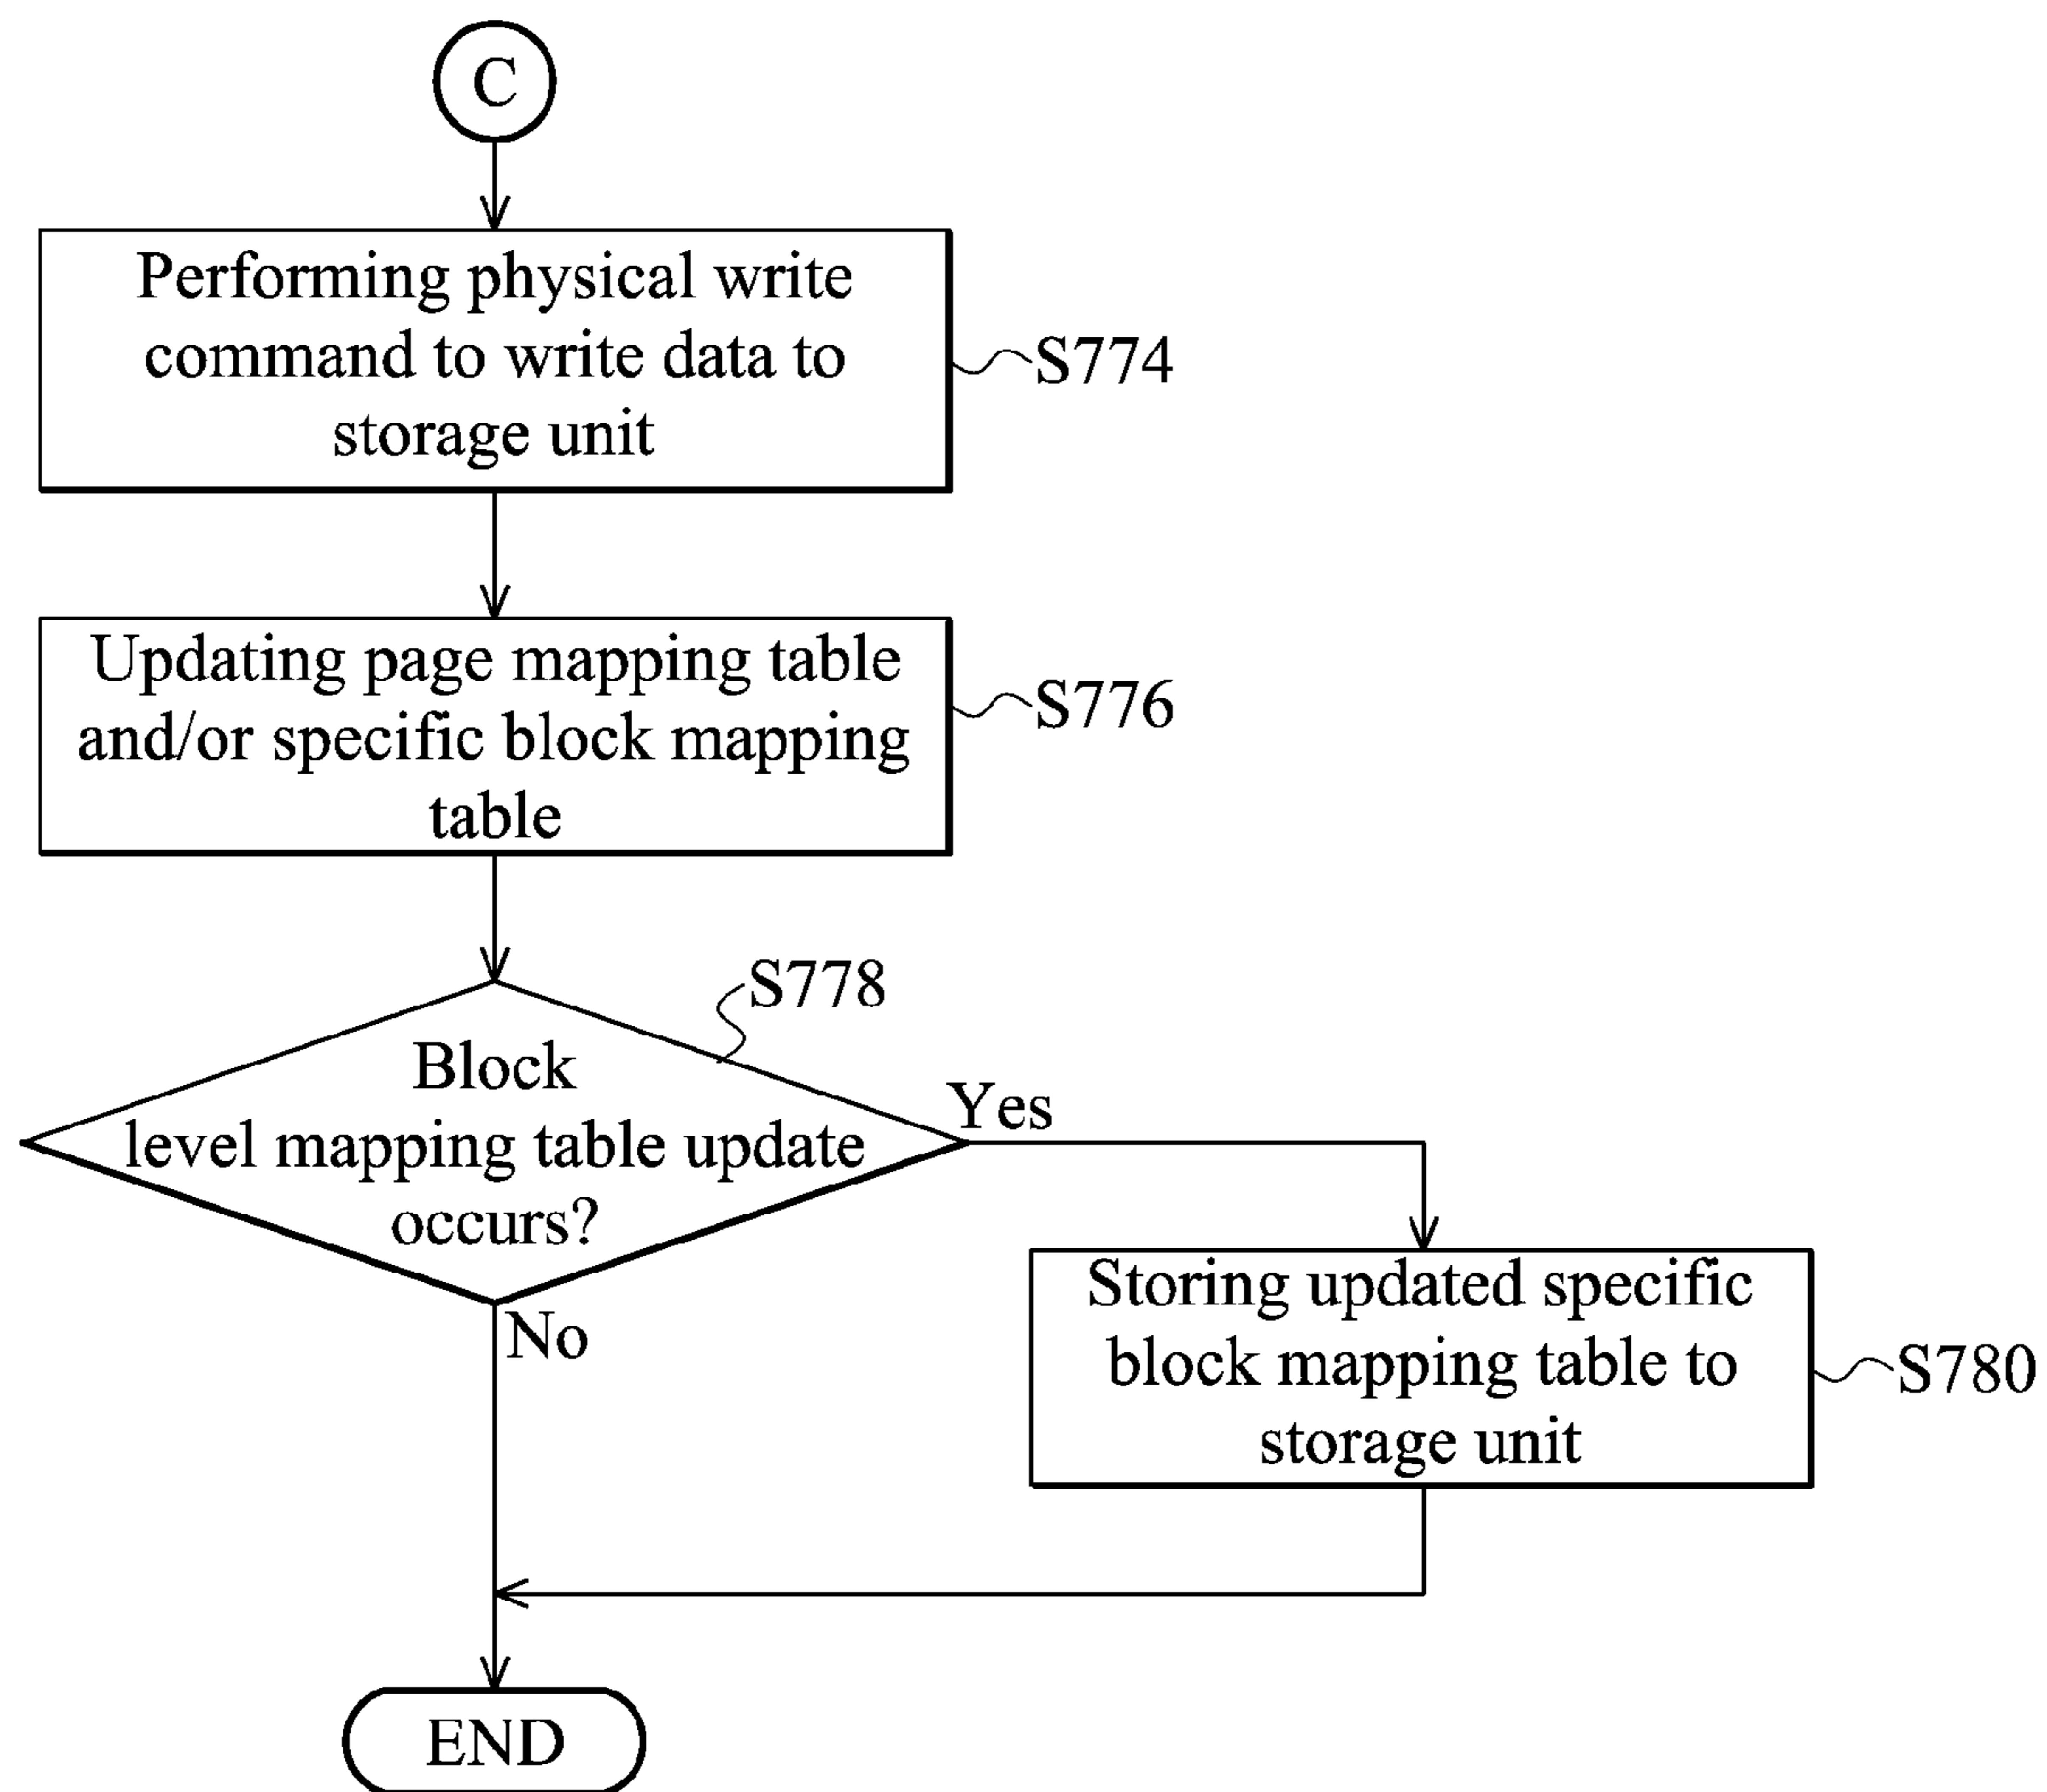 C
Performing physical write
command to write data to
storage unit
S774
Updating page mapping table
and/or specific block mapping
table
S776
S778
Block
level mapping table update
occurs?
Yes
No
Storing updated specific
block mapping table to
storage unit
S780
END